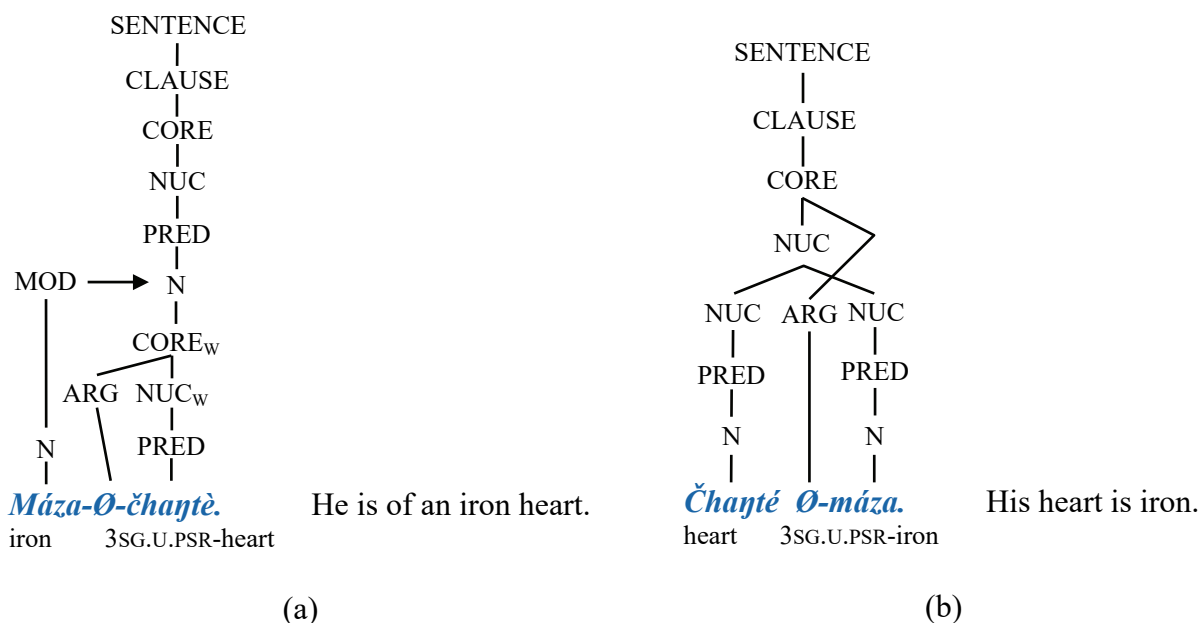 SENTENCE
CLAUSE
CORE
NUC
PRED
MOD
N
CORE_W
ARG NUC_W
N
PRED
Máza-Ø-čhaŋtè. He is of an iron heart.
iron 3SG.U.PSR-heart
(a)
SENTENCE
CLAUSE
CORE
NUC
NUC ARG NUC
PRED PRED
N N
Čhaŋté Ø-máza. His heart is iron.
heart 3SG.U.PSR-iron
(b)